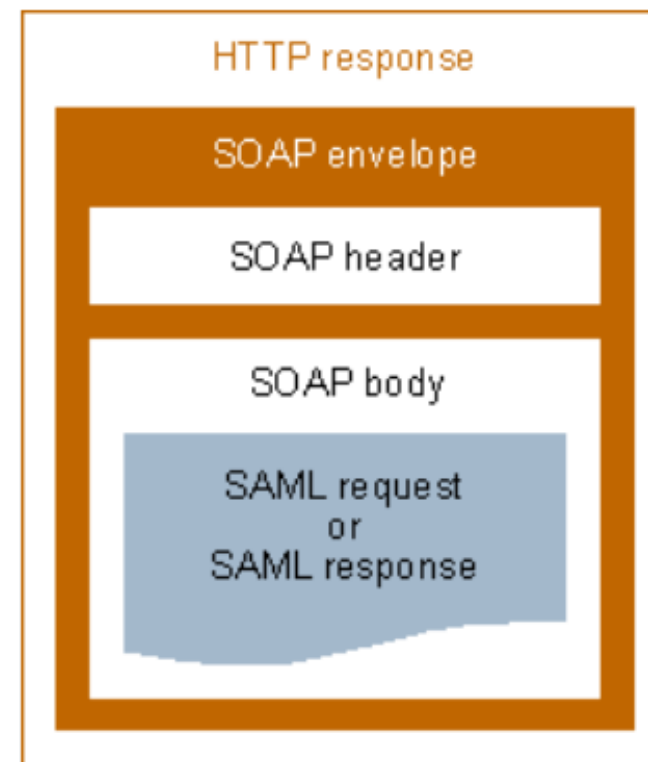 HTTP response
SOAP envelope
SOAP header
SOAP body
SAML request
or
SAML response